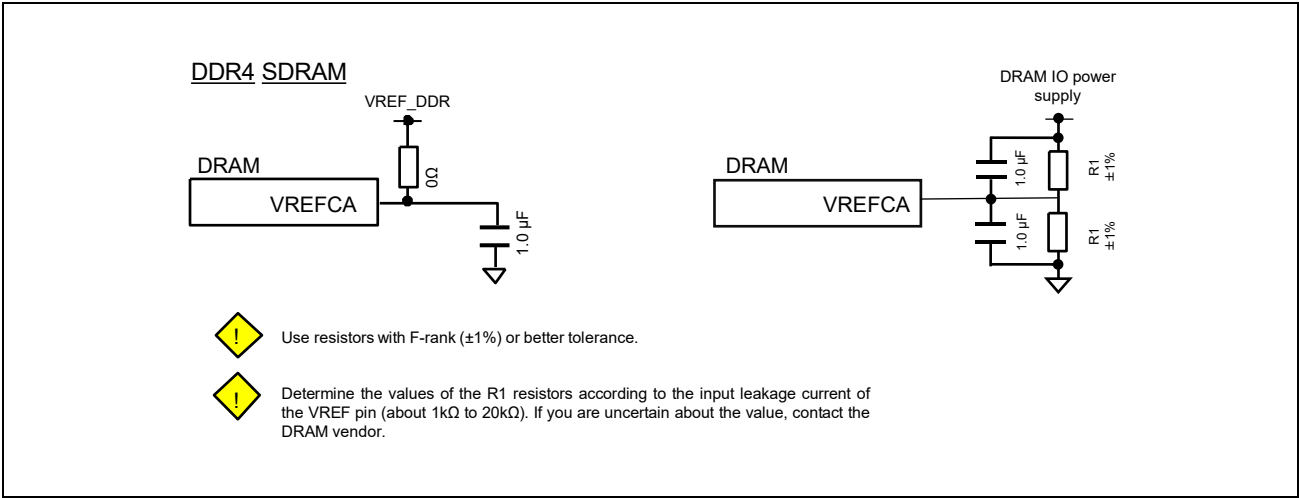 DDR4 SDRAM
VREF_DDR
0Ω
DRAM
VREFCA
1.0 µF
DRAM IO power
supply
DRAM
VREFCA
1.0 µF
R1
±1%
1.0 µF
R1
±1%
!
Use resistors with F-rank (±1%) or better tolerance.
!
Determine the values of the R1 resistors according to the input leakage current of
the VREF pin (about 1kΩ to 20kΩ). If you are uncertain about the value, contact the
DRAM vendor.